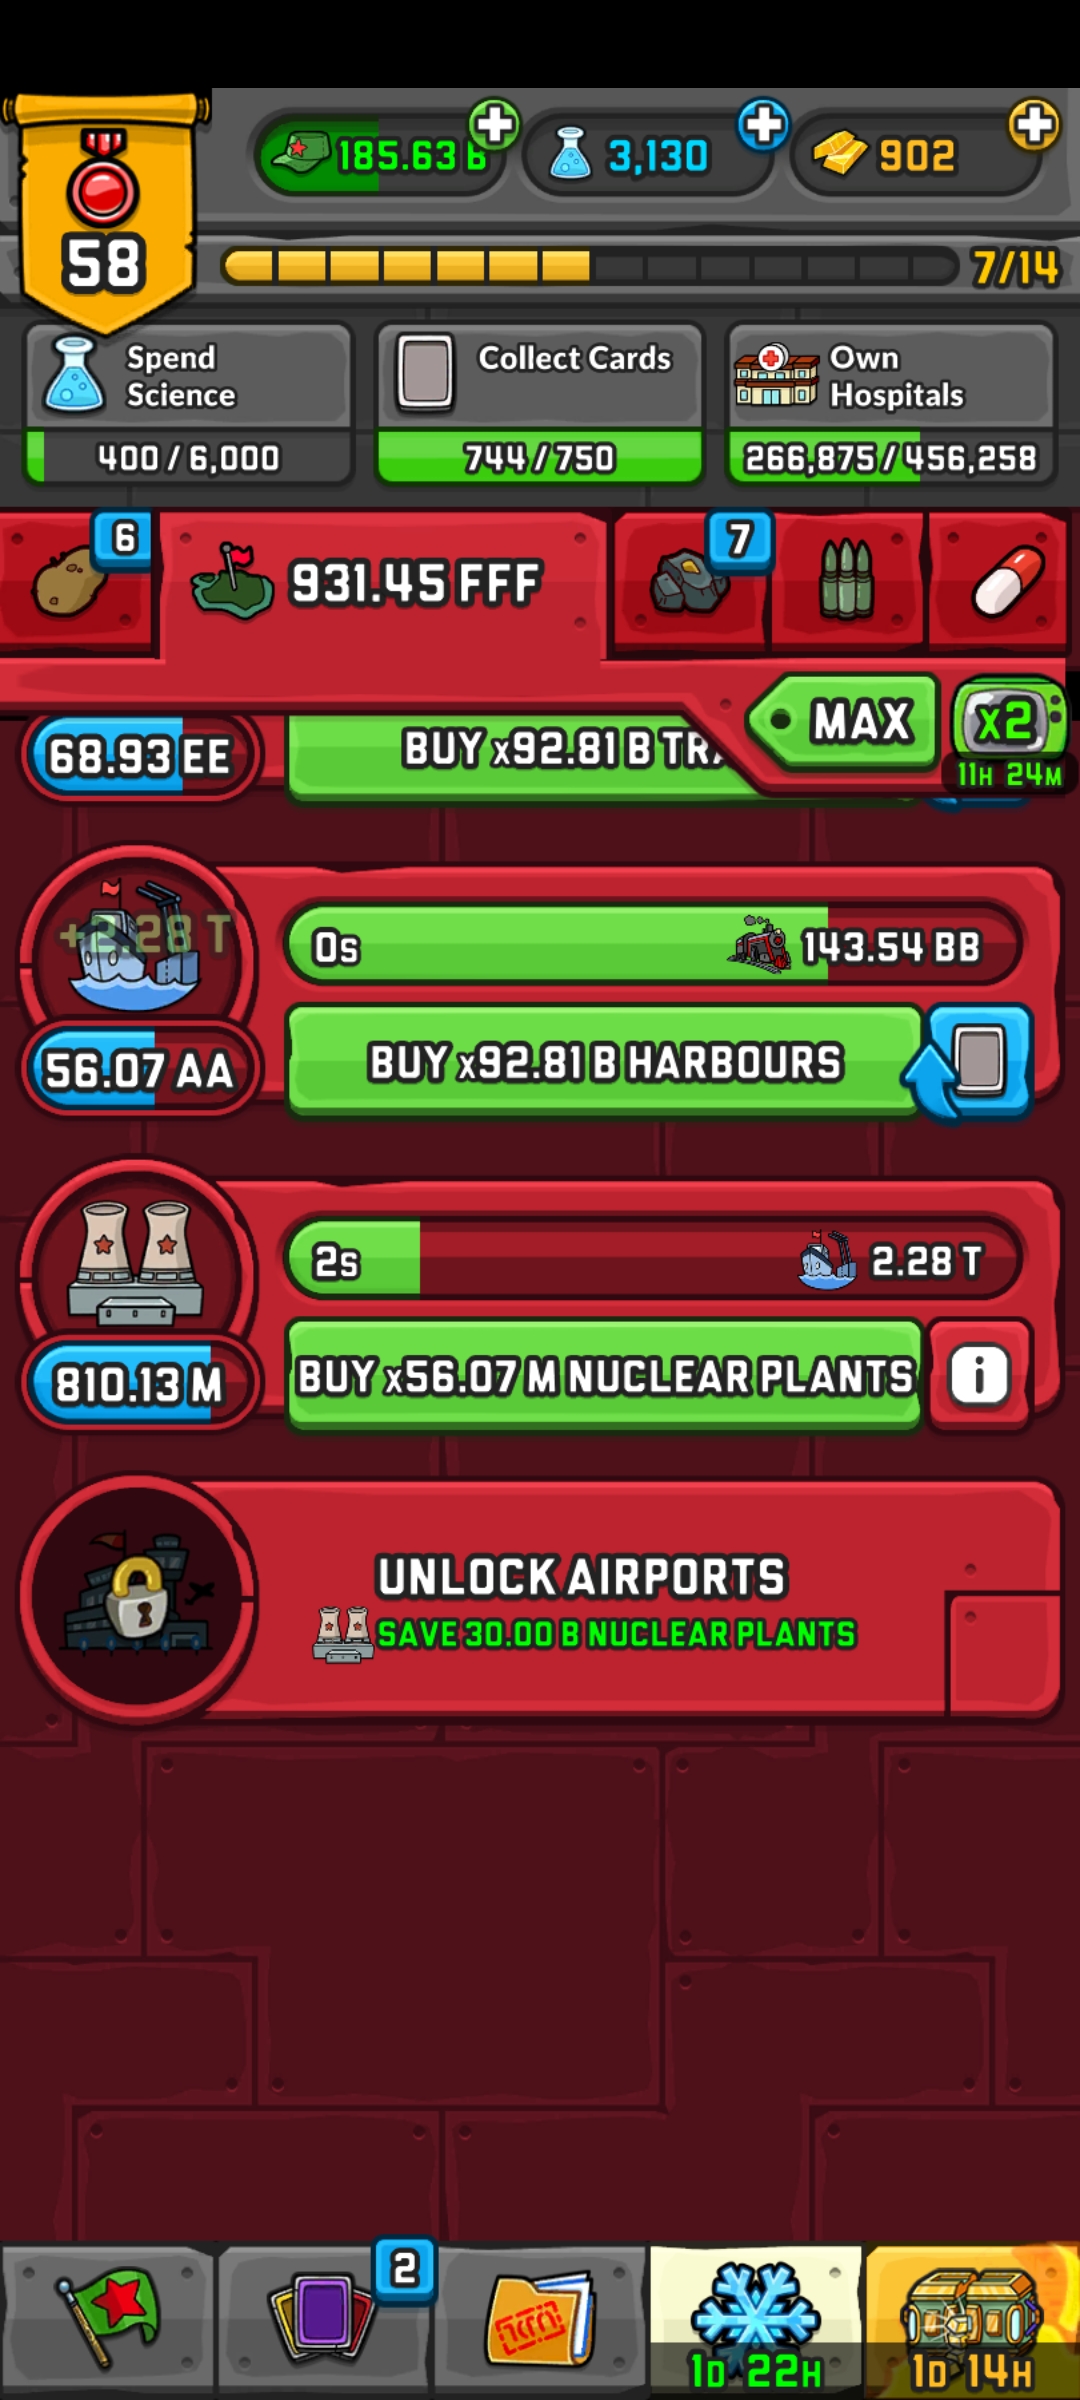 58
185.63 B
3,130
902
7/14
Spend
Science
400 / 6,000
Collect Cards
744 / 750
Own
Hospitals
266,875 / 456,258
6
931.45 FFF
7
MAX
x2
11H 24M
68.93 EE
BUY x92.81 B
+2.28 T
0s
143.54 BB
56.07 AA
BUY x92.81 B HARBOURS
2s
2.28 T
810.13 M
BUY x56.07 M NUCLEAR PLANTS
i
UNLOCK AIRPORTS
SAVE 30.00 B NUCLEAR PLANTS
2
1D 22H
1D 14H